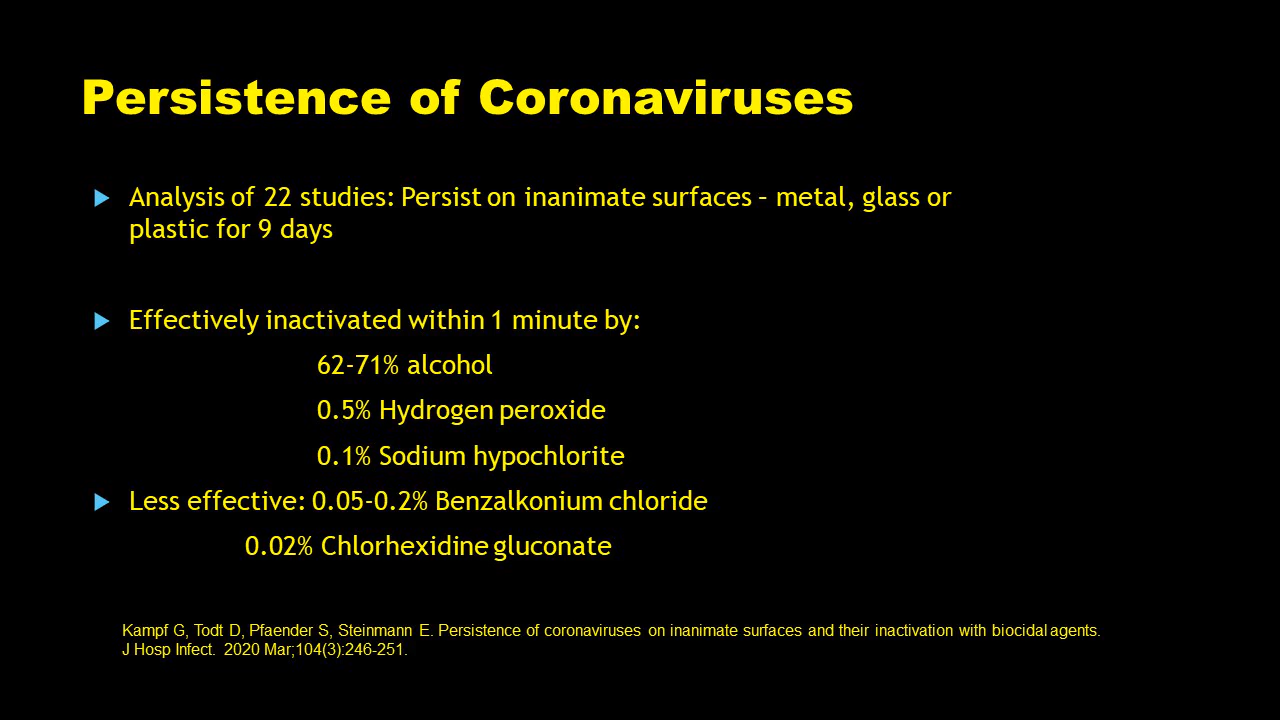 Persistence of Coronaviruses
Analysis of 22 studies: Persist on inanimate surfaces – metal, glass or
plastic for 9 days
Effectively inactivated within 1 minute by:
62-71% alcohol
0.5% Hydrogen peroxide
0.1% Sodium hypochlorite
Less effective: 0.05-0.2% Benzalkonium chloride
0.02% Chlorhexidine gluconate
Kampf G, Todt D, Pfaender S, Steinmann E. Persistence of coronaviruses on inanimate surfaces and their inactivation with biocidal agents.
J Hosp Infect. 2020 Mar;104(3):246-251.